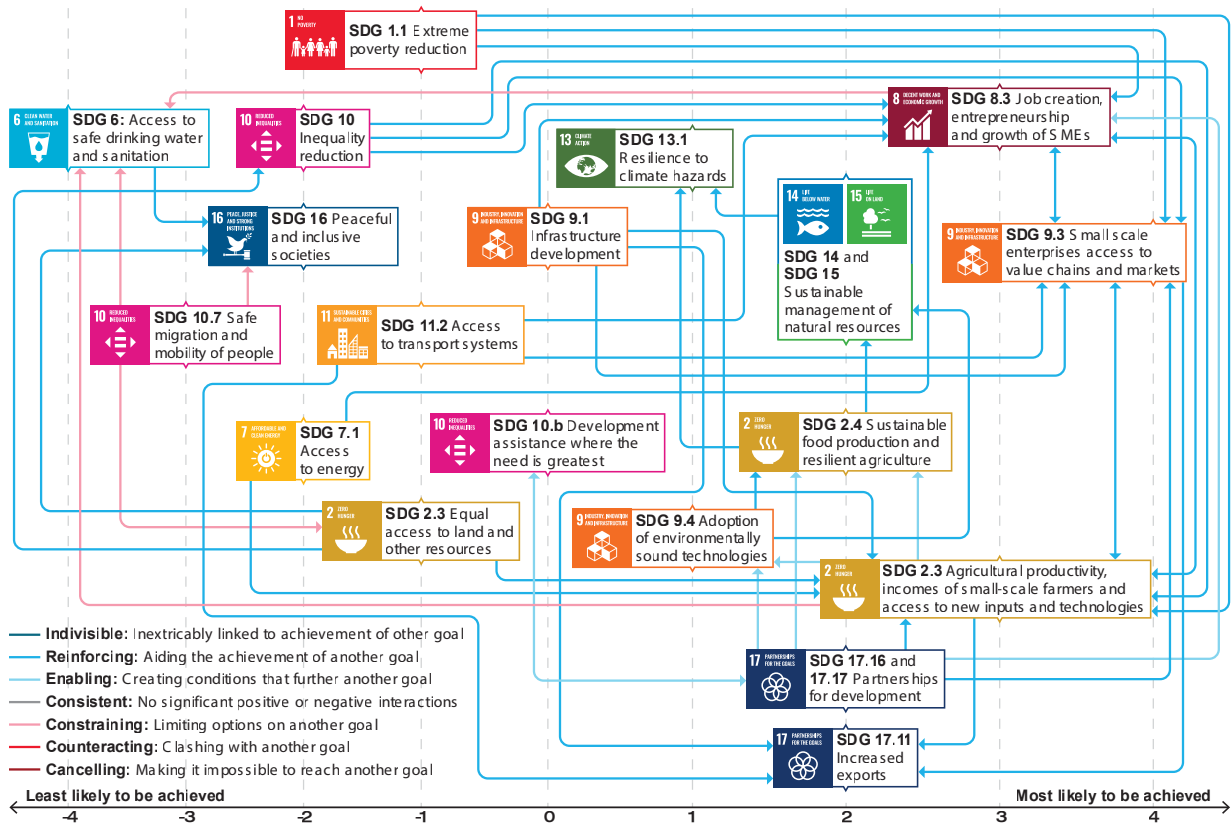 1 NO POVERTY
SDG 1.1 Extreme
poverty reduction
6 CLEAN WATER AND SANITATION
SDG 6: Access to
safe drinking water
and sanitation
10 REDUCED INEQUALITIES
SDG 10
Inequality
reduction
13 CLIMATE ACTION
SDG 13.1
Resilience to
climate hazards
8 DECENT WORK AND ECONOMIC GROWTH
SDG 8.3 Job creation,
entrepreneurship
and growth of SMEs
16 PEACE, JUSTICE AND STRONG INSTITUTIONS
SDG 16 Peaceful
and inclusive
societies
9 INDUSTRY, INNOVATION AND INFRASTRUCTURE
SDG 9.1
Infrastructure
development
14 LIFE BELOW WATER
15 LIFE ON LAND
SDG 14 and
SDG 15
Sustainable
management
of natural
resources
9 INDUSTRY, INNOVATION AND INFRASTRUCTURE
SDG 9.3 Small scale
enterprises access to
value chains and markets
10 REDUCED INEQUALITIES
SDG 10.7 Safe
migration and
mobility of people
11 SUSTAINABLE CITIES AND COMMUNITIES
SDG 11.2 Access
to transport systems
7 AFFORDABLE AND CLEAN ENERGY
SDG 7.1
Access
to energy
10 REDUCED INEQUALITIES
SDG 10.b Development
assistance where the
need is greatest
2 ZERO HUNGER
SDG 2.4 Sustainable
food production and
resilient agriculture
2 ZERO HUNGER
SDG 2.3 Equal
access to land and
other resources
9 INDUSTRY, INNOVATION AND INFRASTRUCTURE
SDG 9.4 Adoption
of environmentally
sound technologies
2 ZERO HUNGER
SDG 2.3 Agricultural productivity,
incomes of small-scale farmers and
access to new inputs and technologies
17 PARTNERSHIPS FOR THE GOALS
SDG 17.16 and
17.17 Partnerships
for development
17 PARTNERSHIPS FOR THE GOALS
SDG 17.11
Increased
exports
Indivisible: Inextricably linked to achievement of other goal
Reinforcing: Aiding the achievement of another goal
Enabling: Creating conditions that further another goal
Consistent: No significant positive or negative interactions
Constraining: Limiting options on another goal
Counteracting: Clashing with another goal
Cancelling: Making it impossible to reach another goal
Least likely to be achieved
Most likely to be achieved
-4 -3 -2 -1 0 1 2 3 4